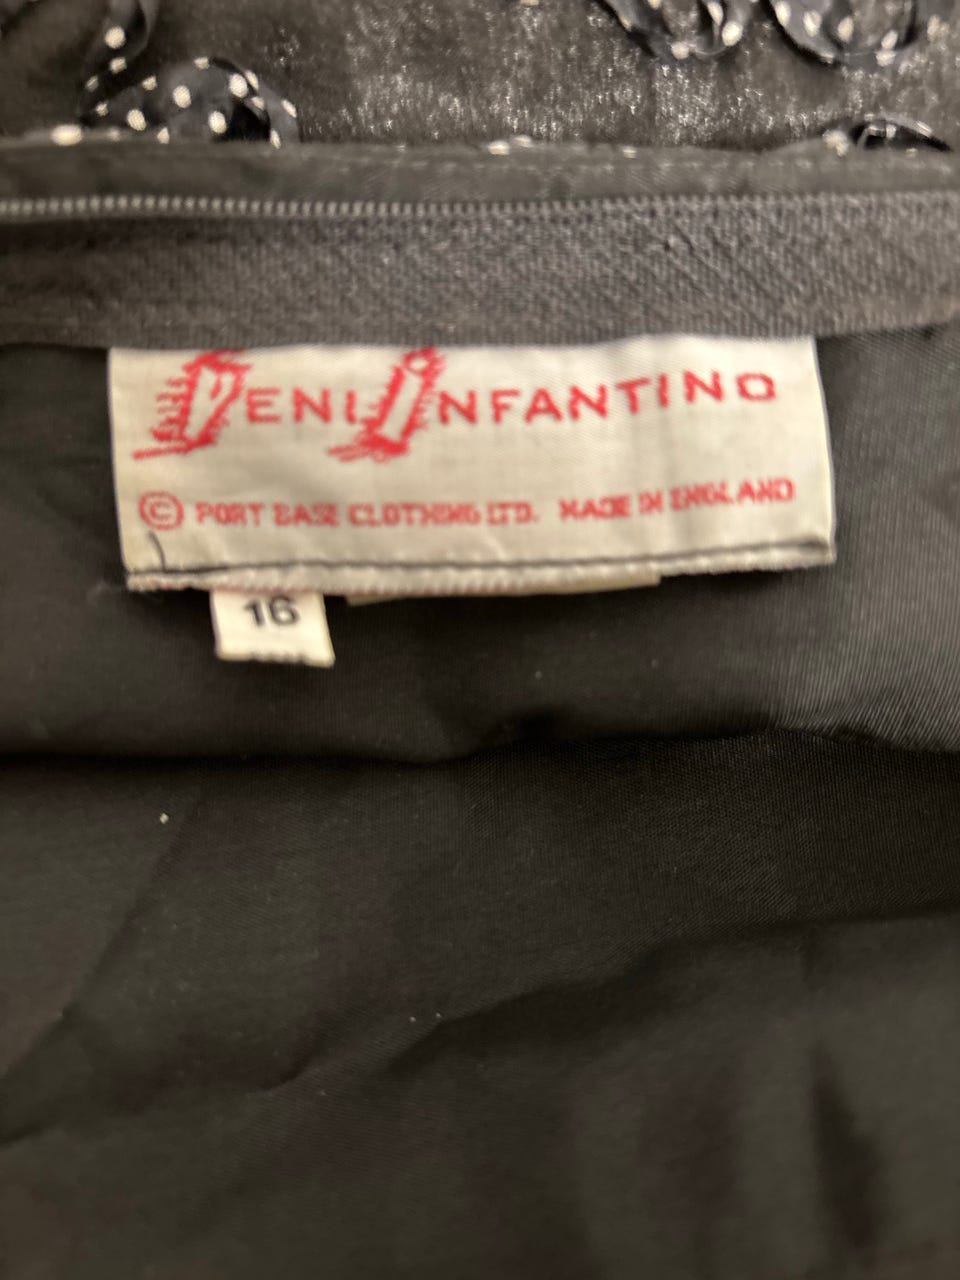 VENI INFANTINO
© PORT BASE CLOTHING LTD. MADE IN ENGLAND
16